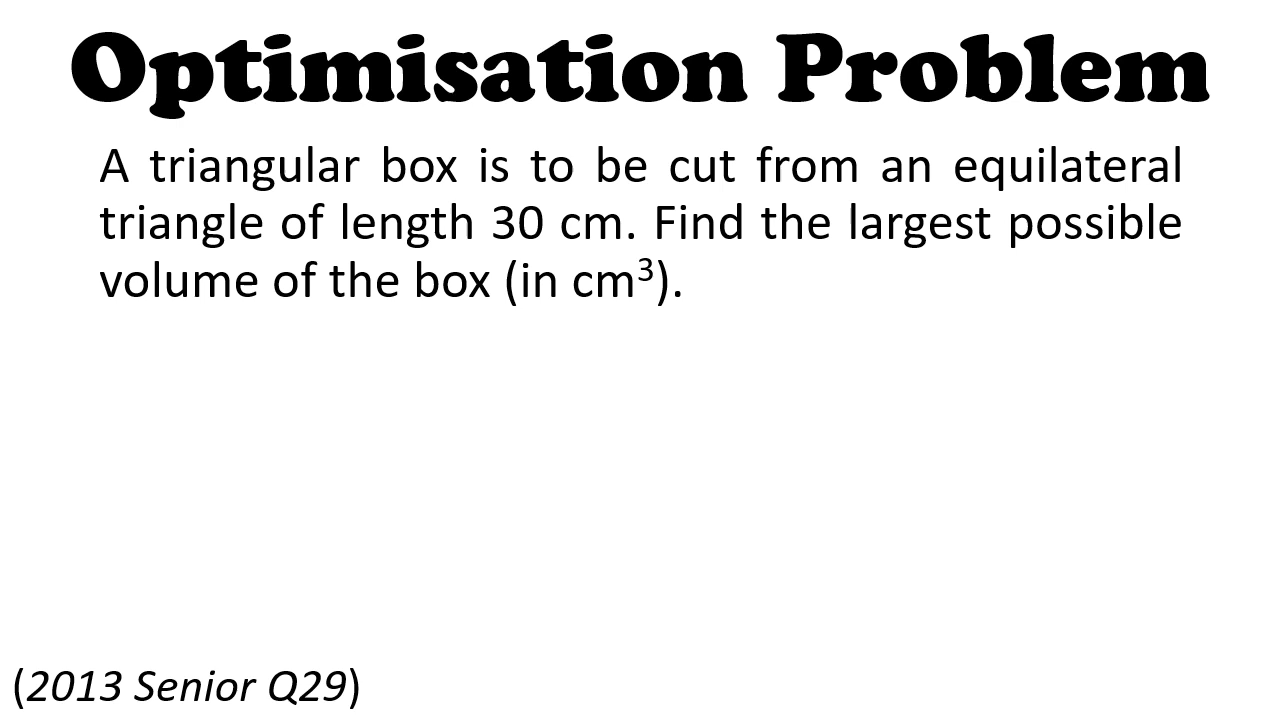 Optimisation Problem
A triangular box is to be cut from an equilateral
triangle of length 30 cm. Find the largest possible
volume of the box (in cm³).
(2013 Senior Q29)